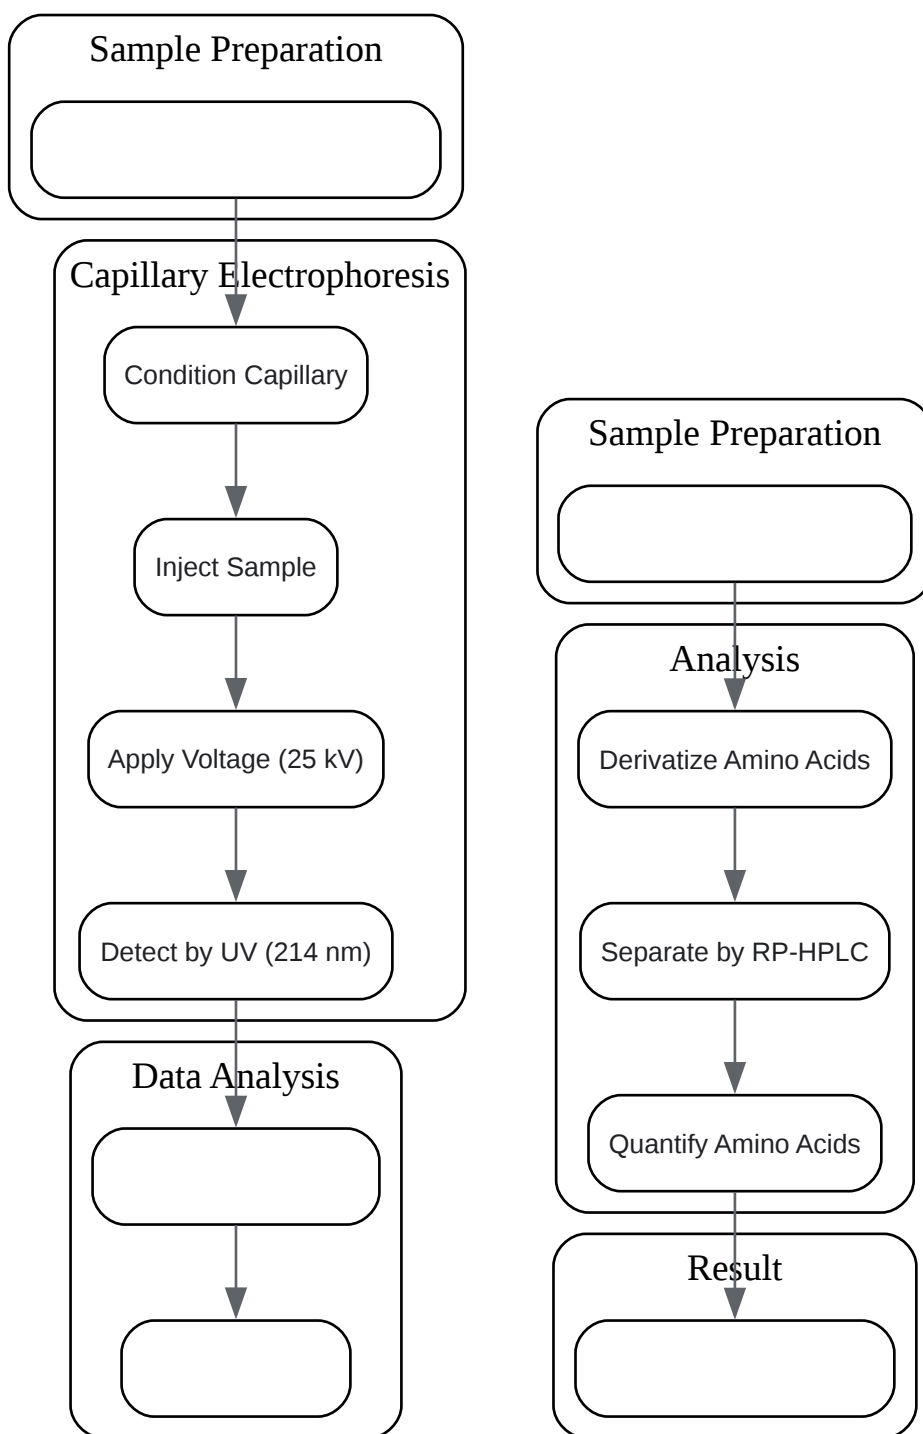 Sample Preparation
Capillary Electrophoresis
Condition Capillary
Inject Sample
Apply Voltage (25 kV)
Detect by UV (214 nm)
Data Analysis
Sample Preparation
Analysis
Derivatize Amino Acids
Separate by RP-HPLC
Quantify Amino Acids
Result